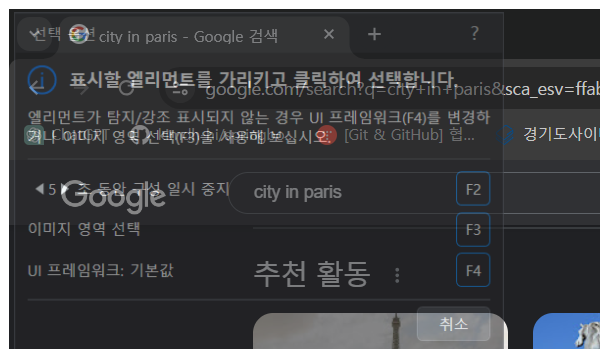 선택 옵션
city in paris - Google 검색
?
표시할 엘리먼트를 가리키고 클릭하여 선택합니다.
google.com/search?q=city+in+paris&sca_esv=ffab
엘리먼트가 탐지/강조 표시되지 않는 경우 UI 프레임워크(F4)를 변경하
거나 이미지 영역 선택(F3)을 사용해 보십시오.
ChatGPT
[Git & GitHub] 협...
경기도사이
5 초 동안 구성 일시 중지
F2
Google
city in paris
이미지 영역 선택
F3
UI 프레임워크: 기본값
F4
추천 활동
취소